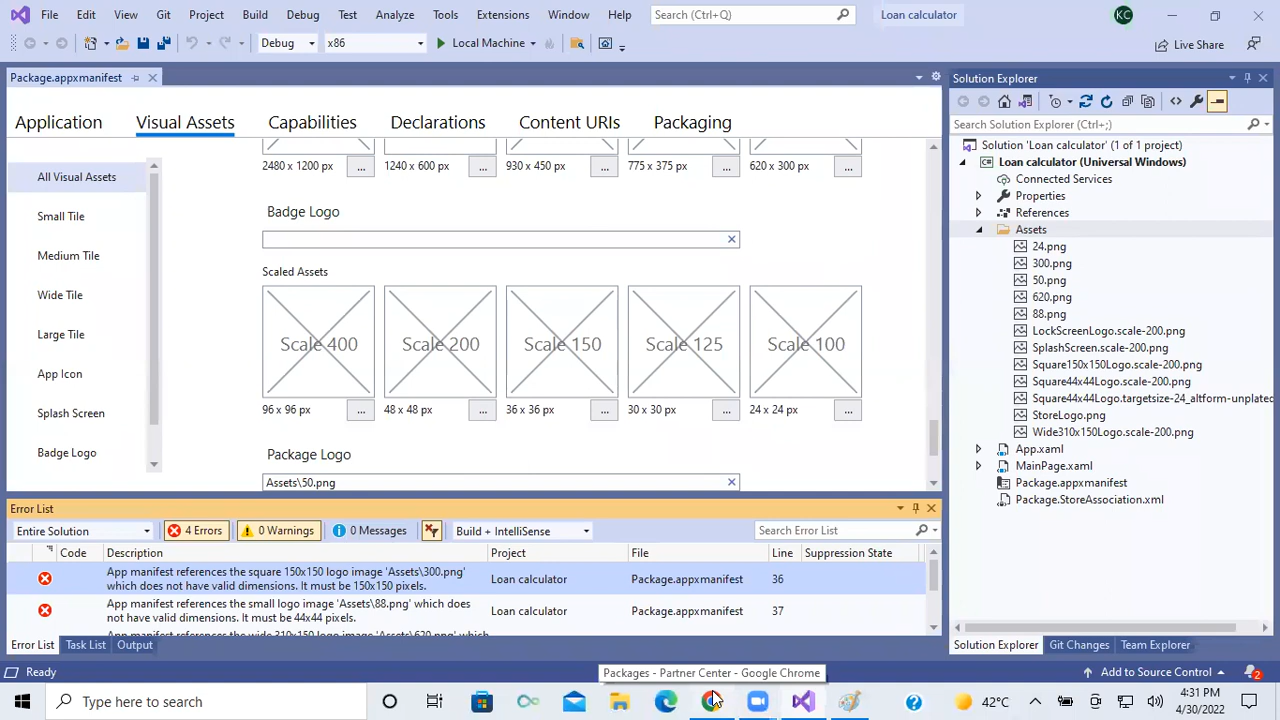 File Edit View Git Project Build Debug Test Analyze Tools Extensions Window Help Search (Ctrl+Q) Loan calculator KC
Debug x86 Local Machine Live Share
Package.appxmanifest
Application Visual Assets Capabilities Declarations Content URIs Packaging
All Visual Assets
Small Tile
Medium Tile
Wide Tile
Large Tile
App Icon
Splash Screen
Badge Logo
2480 x 1200 px ... 1240 x 600 px ... 930 x 450 px ... 775 x 375 px ... 620 x 300 px ...
Badge Logo
Scaled Assets
Scale 400 Scale 200 Scale 150 Scale 125 Scale 100
96 x 96 px ... 48 x 48 px ... 36 x 36 px ... 30 x 30 px ... 24 x 24 px ...
Package Logo
Assets\50.png
Solution Explorer
Search Solution Explorer (Ctrl+;)
Solution 'Loan calculator' (1 of 1 project)
Loan calculator (Universal Windows)
Connected Services
Properties
References
Assets
24.png
300.png
50.png
620.png
88.png
LockScreenLogo.scale-200.png
SplashScreen.scale-200.png
Square150x150Logo.scale-200.png
Square44x44Logo.scale-200.png
Square44x44Logo.targetsize-24_altform-unplated
StoreLogo.png
Wide310x150Logo.scale-200.png
App.xaml
MainPage.xaml
Package.appxmanifest
Package.StoreAssociation.xml
Solution Explorer Git Changes Team Explorer
Error List
Entire Solution 4 Errors 0 Warnings 0 Messages Build + IntelliSense Search Error List
Code Description Project File Line Suppression State
App manifest references the square 150x150 logo image 'Assets\300.png' which does not have valid dimensions. It must be 150x150 pixels. Loan calculator Package.appxmanifest 36
App manifest references the small logo image 'Assets\88.png' which does not have valid dimensions. It must be 44x44 pixels. Loan calculator Package.appxmanifest 37
App manifest references the wide 310x150 logo image 'Assets\620.png' which
Error List Task List Output
Ready Packages - Partner Center - Google Chrome Add to Source Control 2
Type here to search 42°C 4:31 PM
4/30/2022